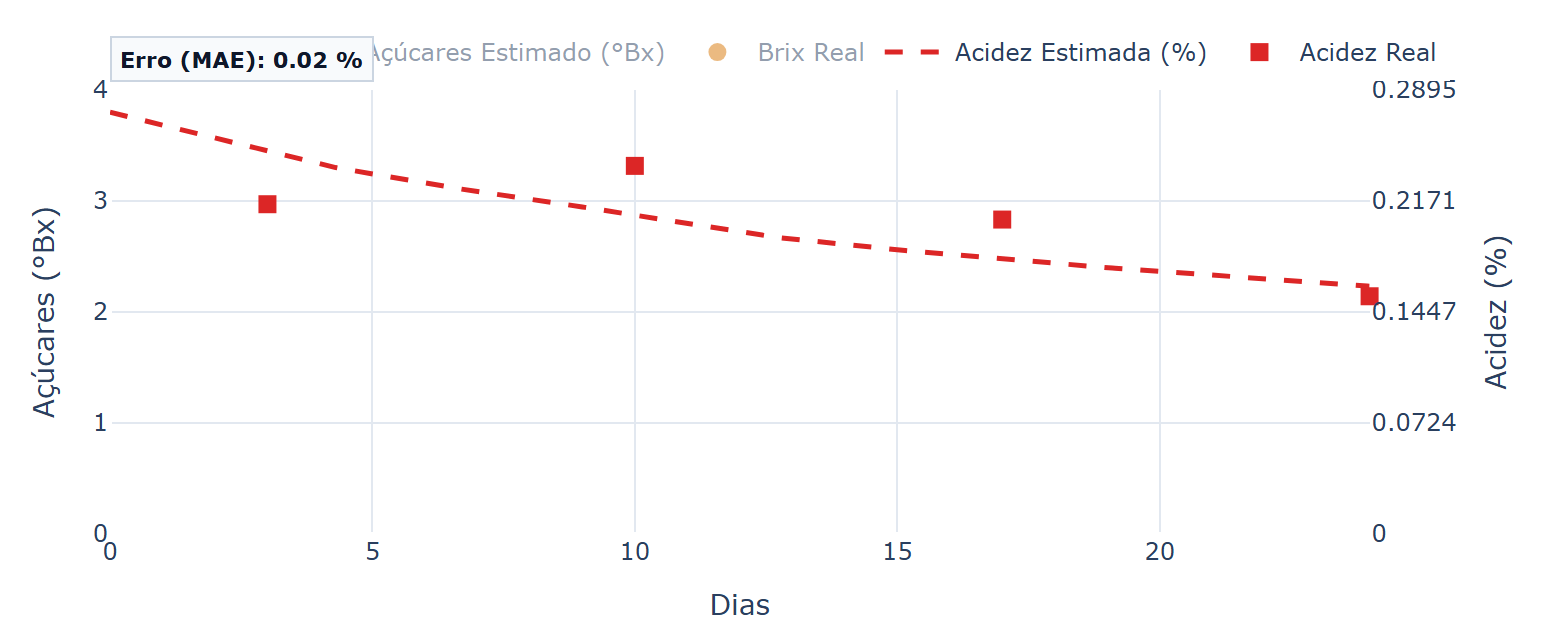 Erro (MAE): 0.02 %
Açúcares Estimado (°Bx)
Brix Real
Acidez Estimada (%)
Acidez Real
4
3
2
1
0
Açúcares (°Bx)
0.2895
0.2171
0.1447
0.0724
0
Acidez (%)
0
5
10
15
20
Dias